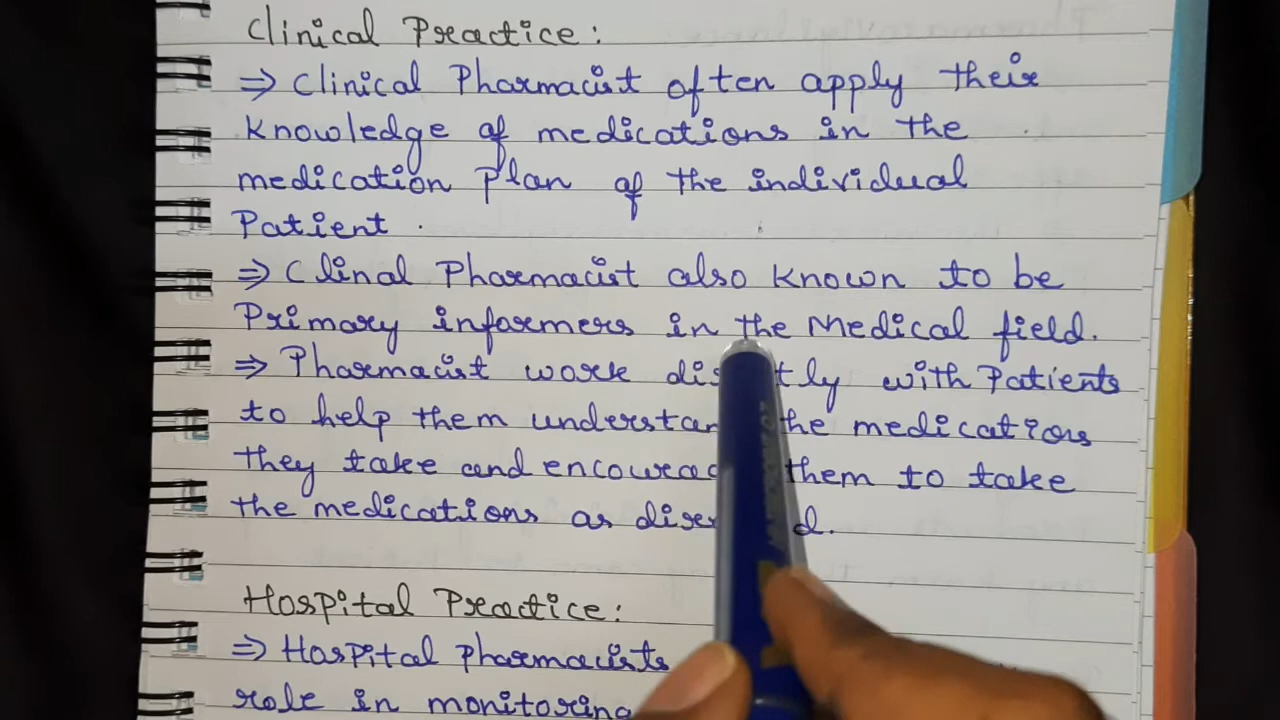 Clinical Practice:
⇒ Clinical Pharmacist often apply their
Knowledge of medications in the
medication plan of the individual
Patient.
⇒ Clinal Pharmacist also known to be
Primary informers in the Medical field.
⇒ Pharmacist work with Patients
to help them the medications
they take and them to take
the medications as
Hospital Practice:
⇒ Hospital pharmacists
role in monitoring